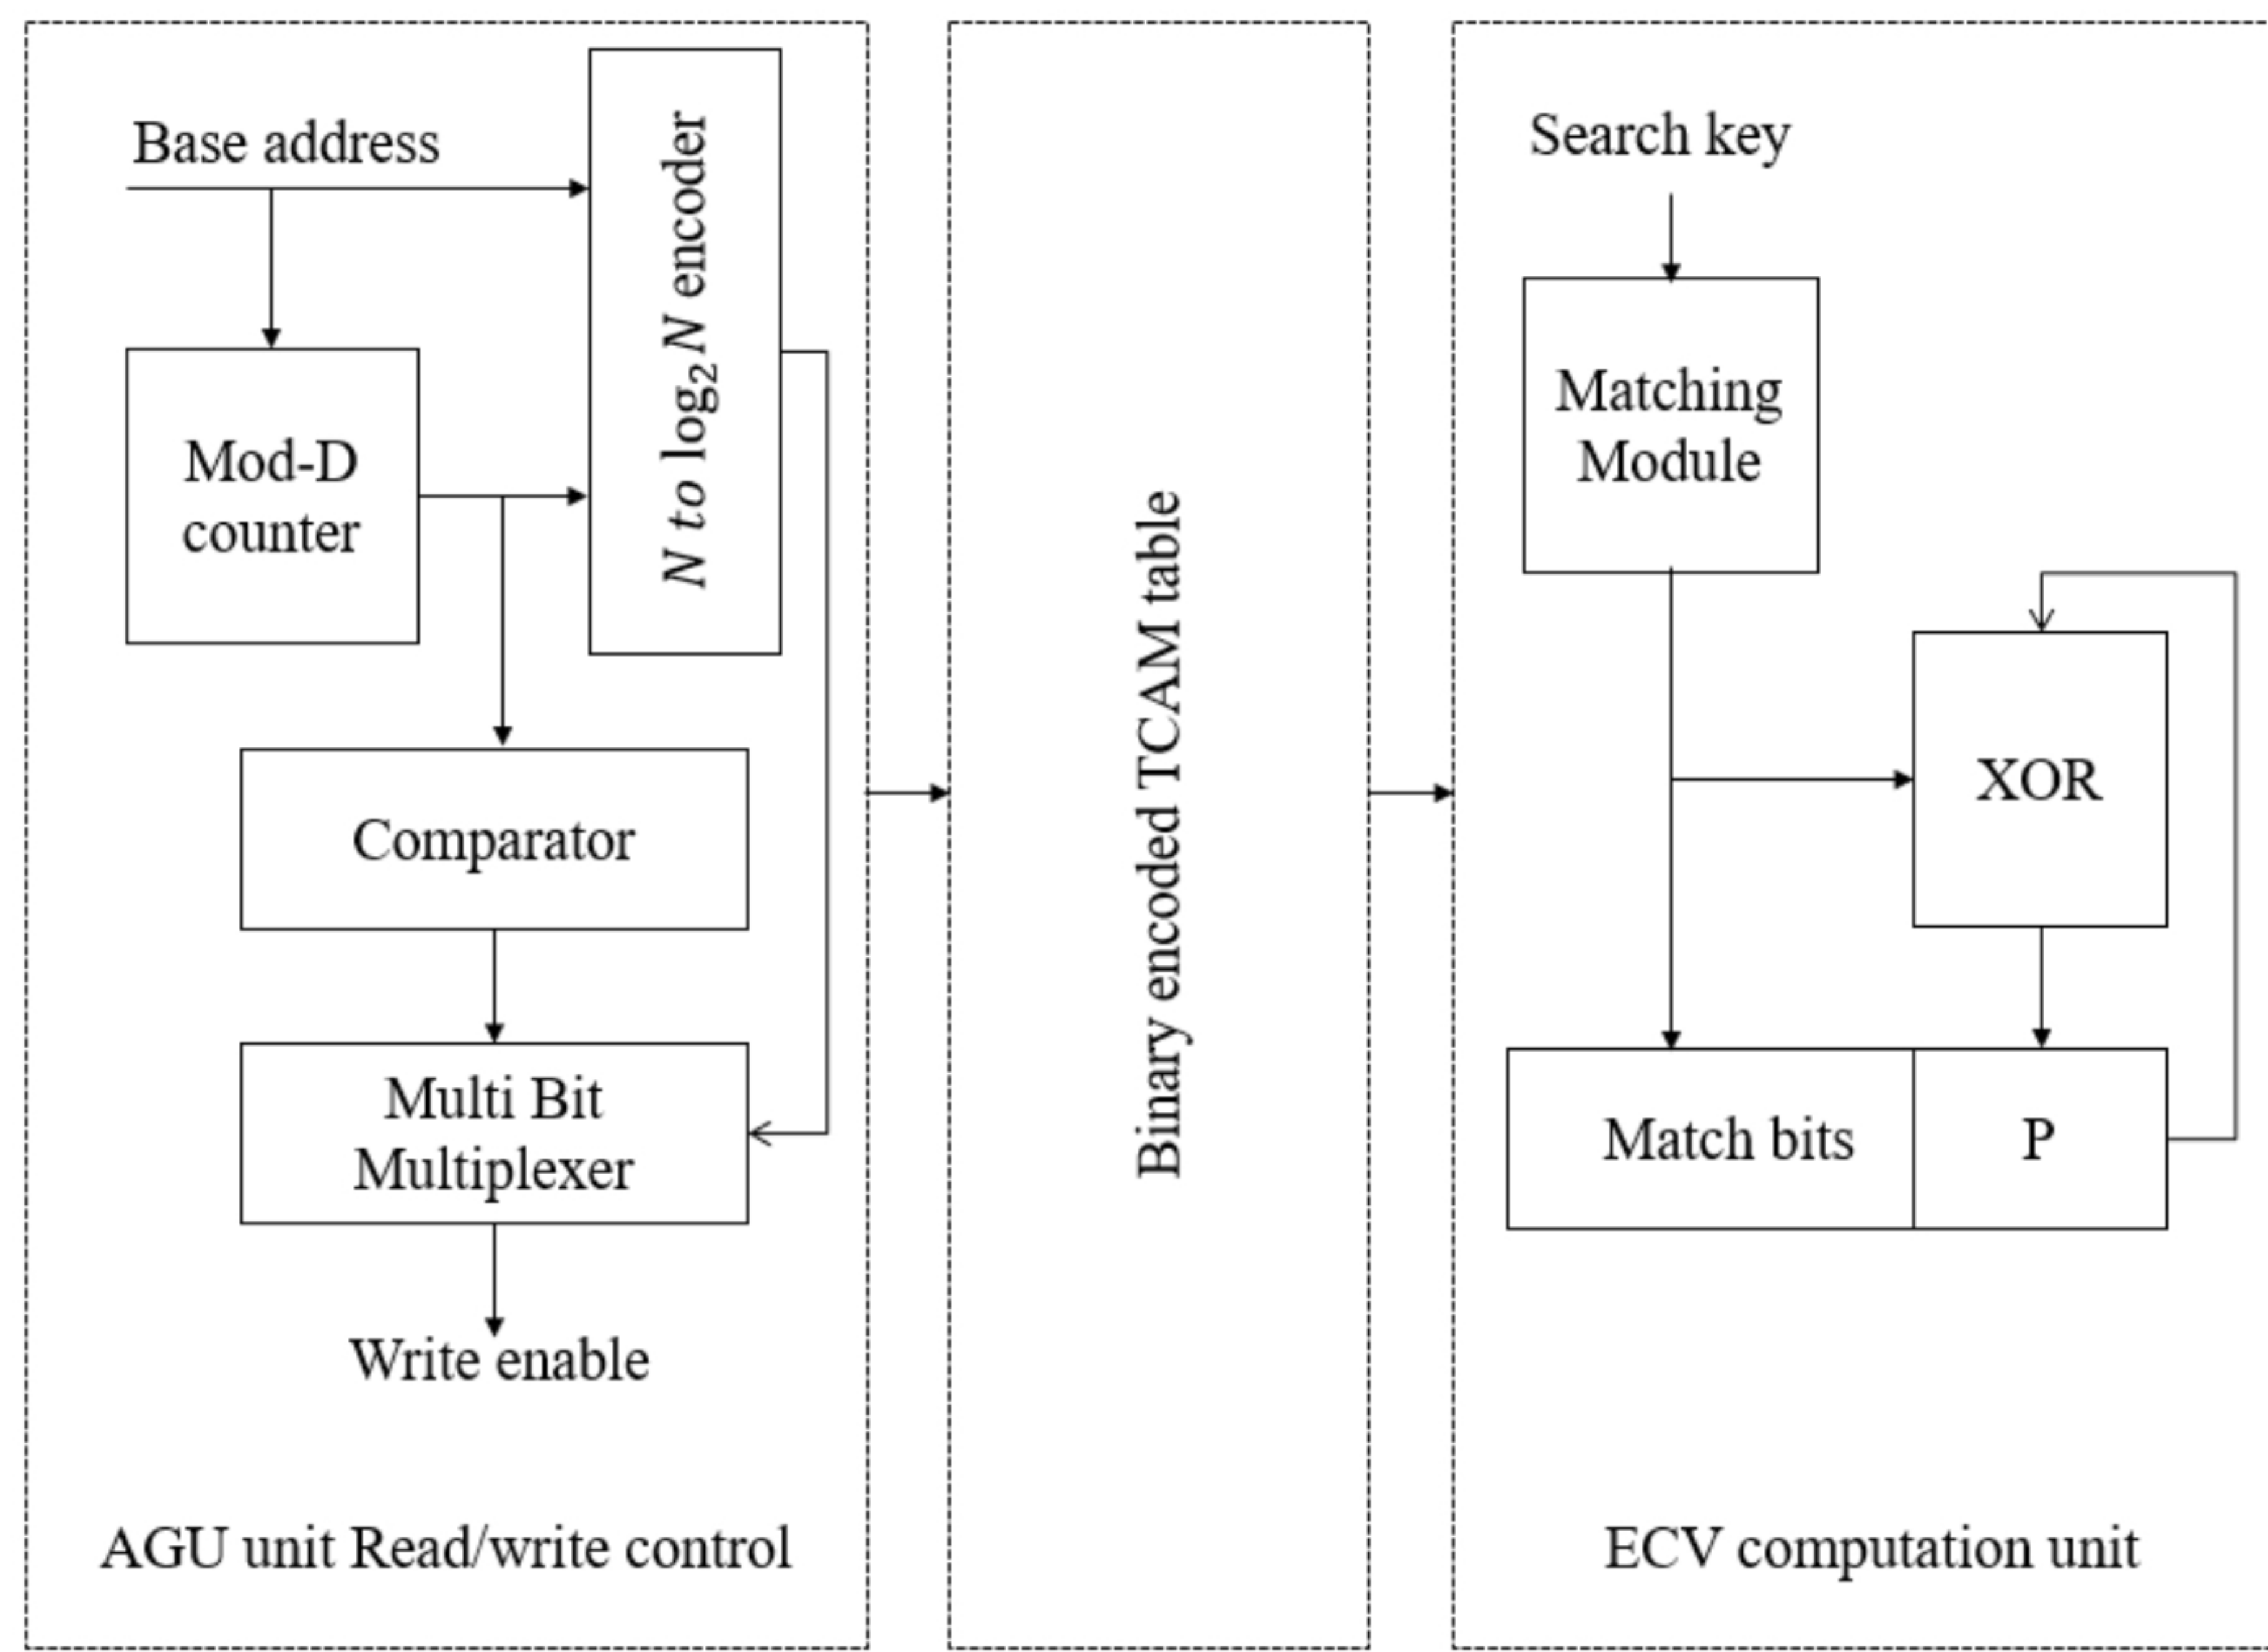 Base address
N to log₂N encoder
Mod-D
counter
Comparator
Multi Bit
Multiplexer
Write enable
AGU unit Read/write control
Binary encoded TCAM table
Search key
Matching
Module
XOR
Match bits
P
ECV computation unit